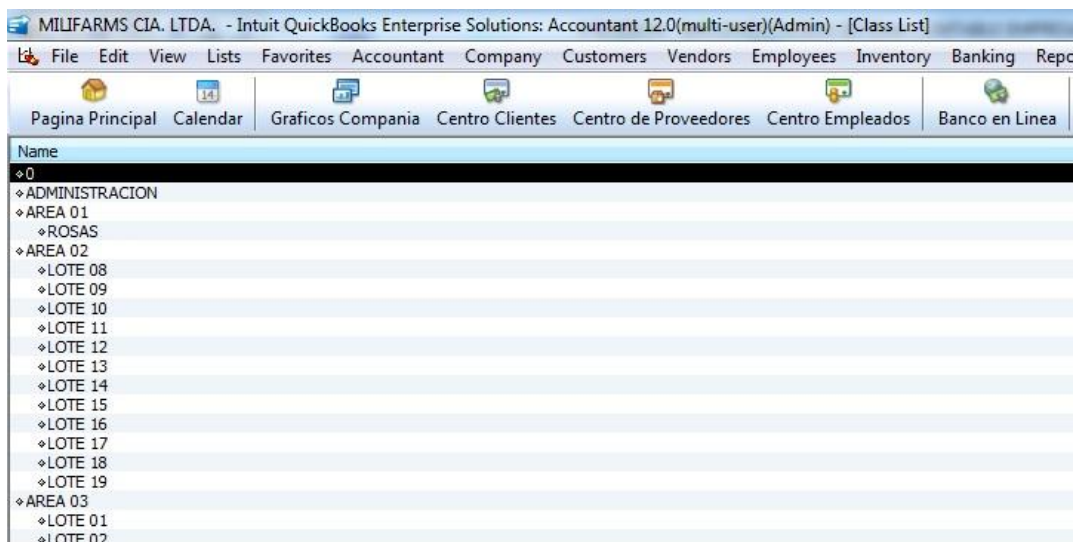 MILIFARMS CIA. LTDA. - Intuit QuickBooks Enterprise Solutions: Accountant 12.0(multi-user)(Admin) - [Class List]
File Edit View Lists Favorites Accountant Company Customers Vendors Employees Inventory Banking Repo
14
Pagina Principal Calendar Graficos Compania Centro Clientes Centro de Proveedores Centro Empleados Banco en Linea
Name
0
ADMINISTRACION
AREA 01
ROSAS
AREA 02
LOTE 08
LOTE 09
LOTE 10
LOTE 11
LOTE 12
LOTE 13
LOTE 14
LOTE 15
LOTE 16
LOTE 17
LOTE 18
LOTE 19
AREA 03
LOTE 01
LOTE 02